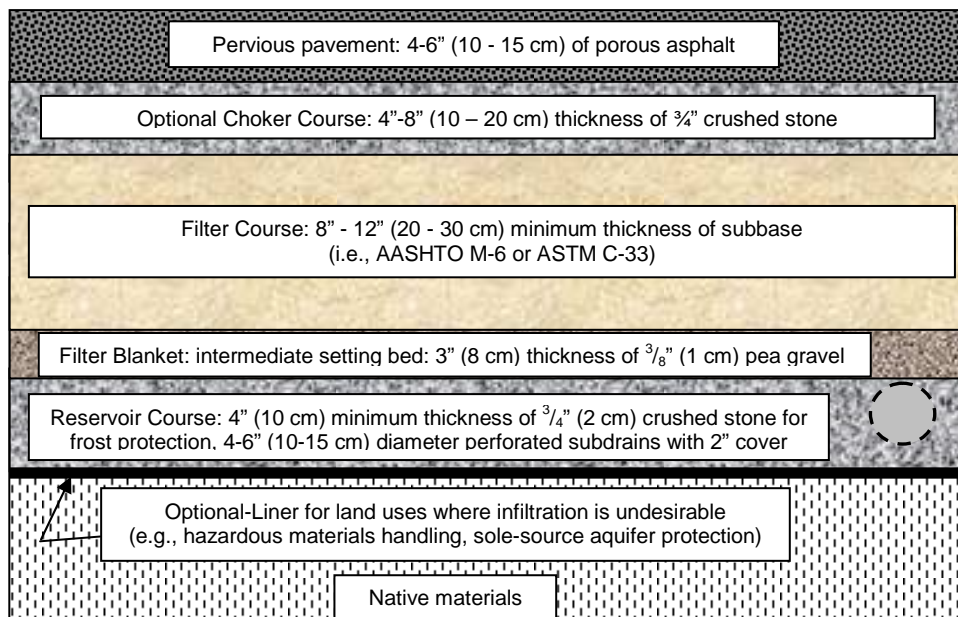 Pervious pavement: 4-6” (10 - 15 cm) of porous asphalt
Optional Choker Course: 4”-8” (10 – 20 cm) thickness of ¾” crushed stone
Filter Course: 8” - 12” (20 - 30 cm) minimum thickness of subbase
(i.e., AASHTO M-6 or ASTM C-33)
Filter Blanket: intermediate setting bed: 3” (8 cm) thickness of 3/8” (1 cm) pea gravel
Reservoir Course: 4” (10 cm) minimum thickness of 3/4” (2 cm) crushed stone for
frost protection, 4-6” (10-15 cm) diameter perforated subdrains with 2” cover
Optional-Liner for land uses where infiltration is undesirable
(e.g., hazardous materials handling, sole-source aquifer protection)
Native materials